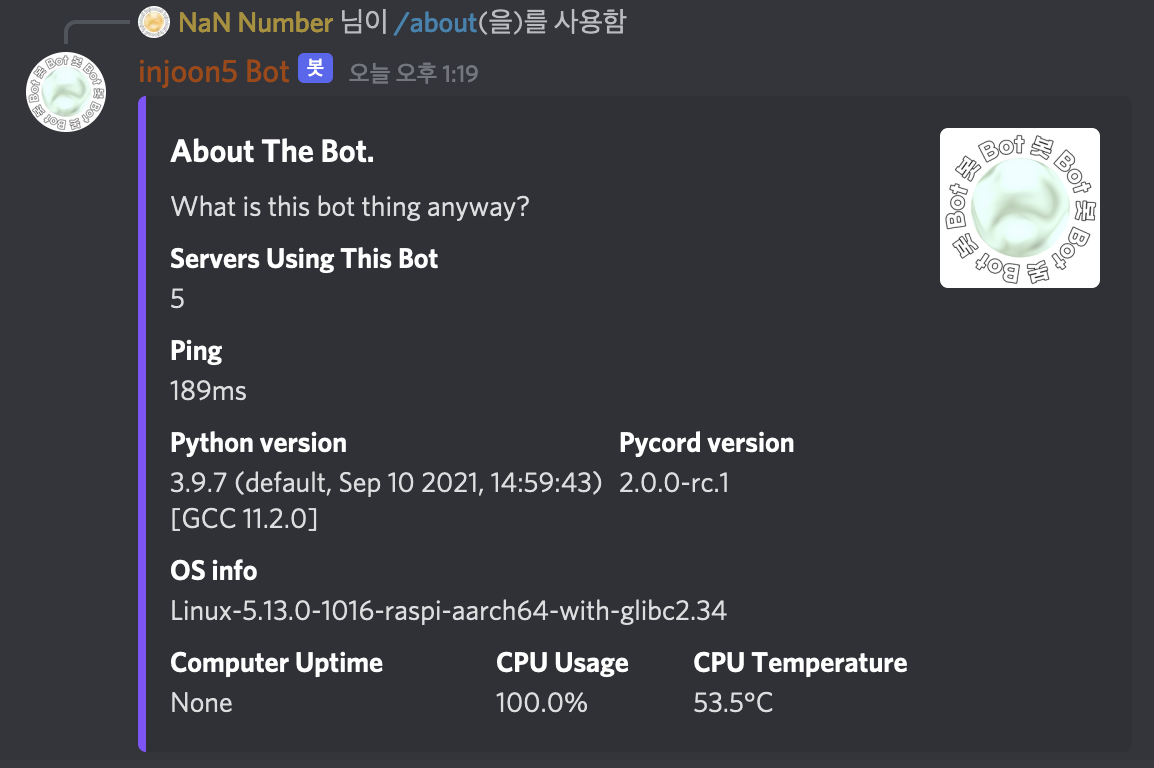 NaN Number 님이 /about(을)를 사용함
injoon5 Bot 봇 오늘 오후 1:19
About The Bot.
What is this bot thing anyway?
Servers Using This Bot
5
Ping
189ms
Python version Pycord version
3.9.7 (default, Sep 10 2021, 14:59:43) 2.0.0-rc.1
[GCC 11.2.0]
OS info
Linux-5.13.0-1016-raspi-aarch64-with-glibc2.34
Computer Uptime CPU Usage CPU Temperature
None 100.0% 53.5°C
Bot 봇 Bot 봇 Bot 봇 Bot 봇 Bot 봇